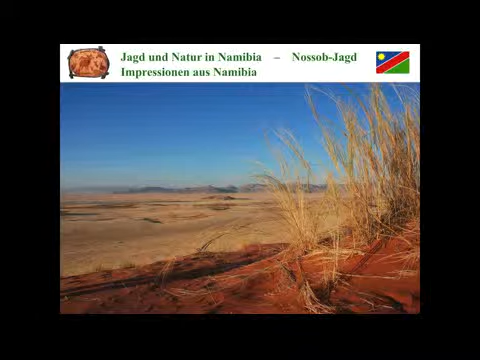 Jagd und Natur in Namibia – Nossob-Jagd
Impressionen aus Namibia